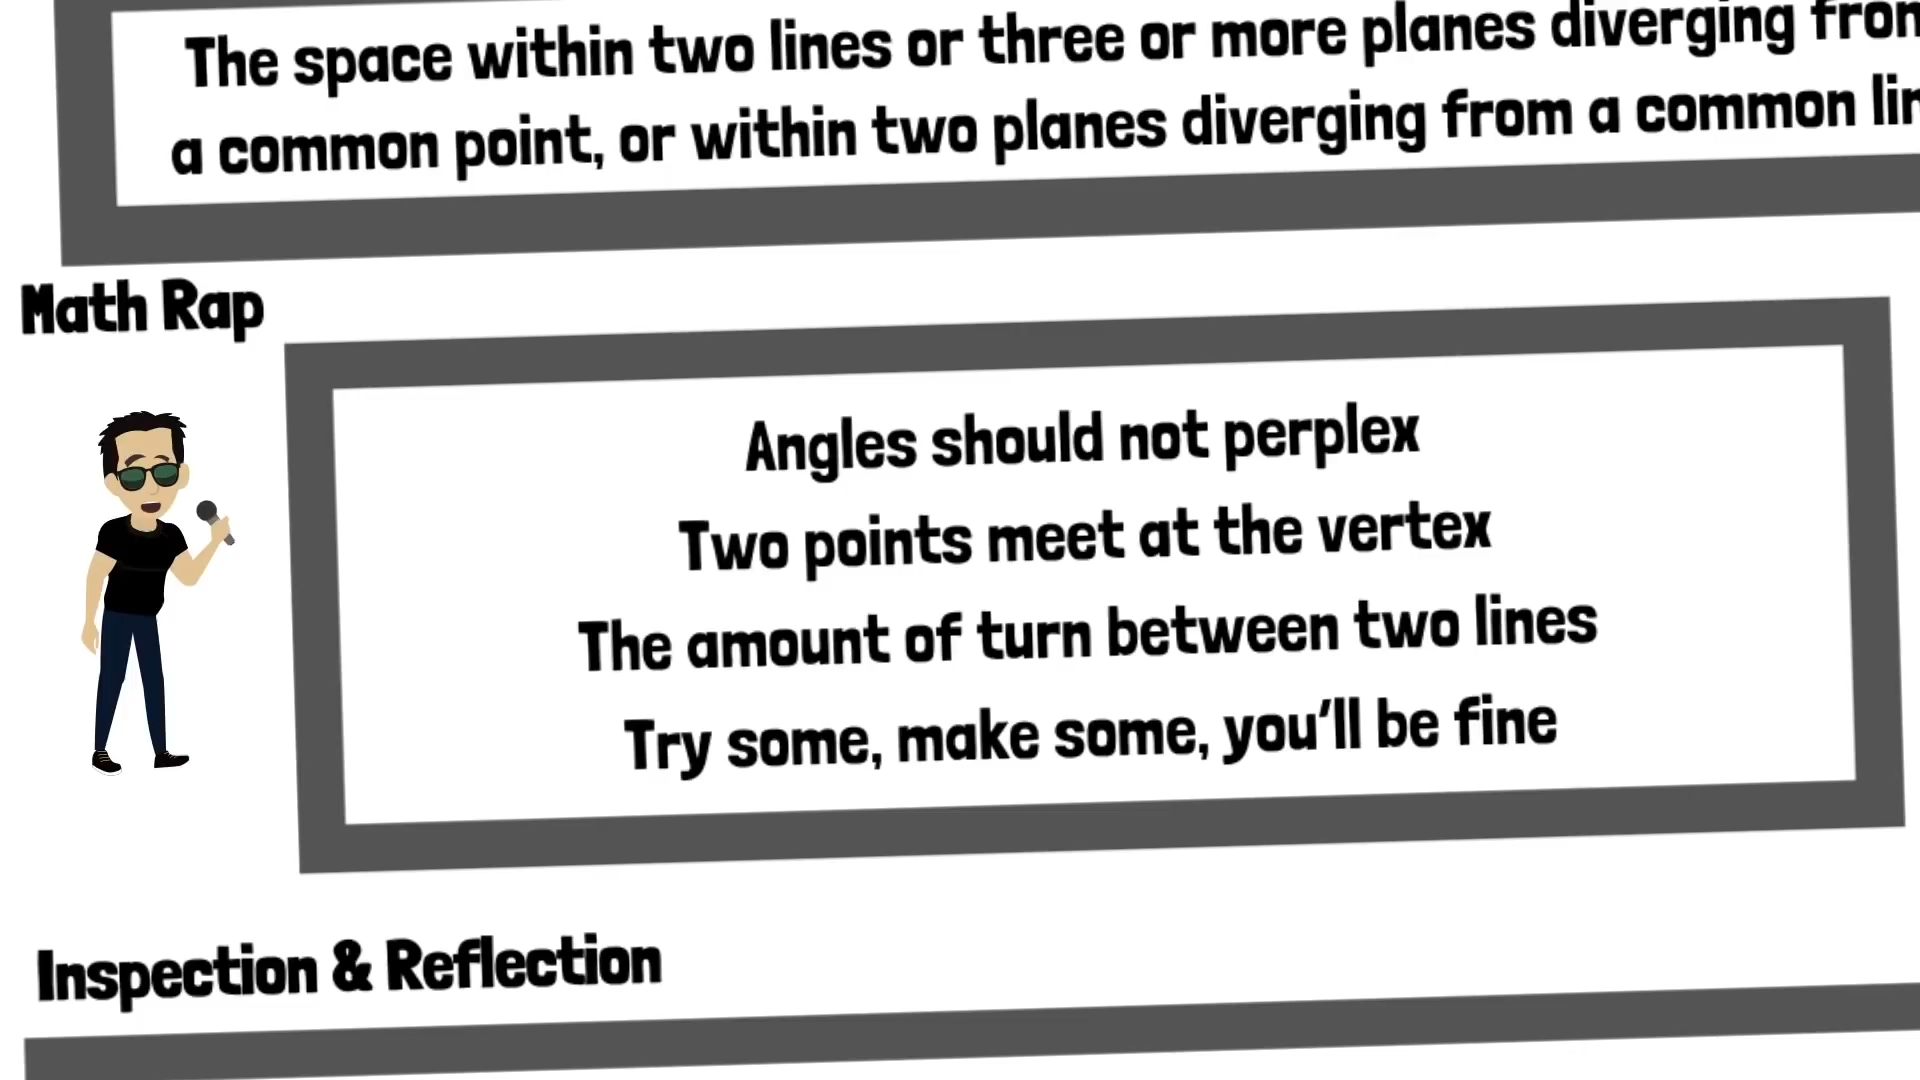 The space within two lines or three or more planes diverging
a common point, or within two planes diverging from a common
Math Rap
Angles should not perplex
Two points meet at the vertex
The amount of turn between two lines
Try some, make some, you'll be fine
Inspection & Reflection